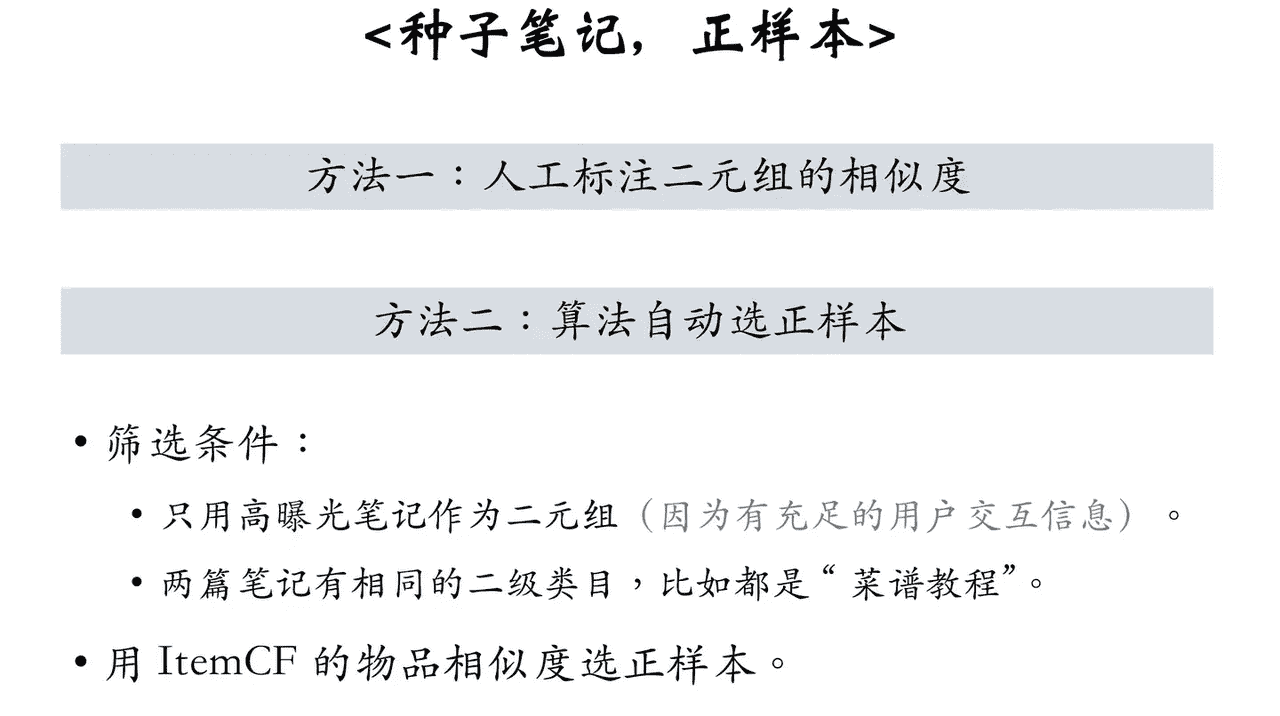 <种子笔记，正样本>
方法一：人工标注二元组的相似度
方法二：算法自动选正样本
• 筛选条件：
• 只用高曝光笔记作为二元组（因为有充足的用户交互信息）。
• 两篇笔记有相同的二级类目，比如都是“菜谱教程”。
• 用 ItemCF 的物品相似度选正样本。